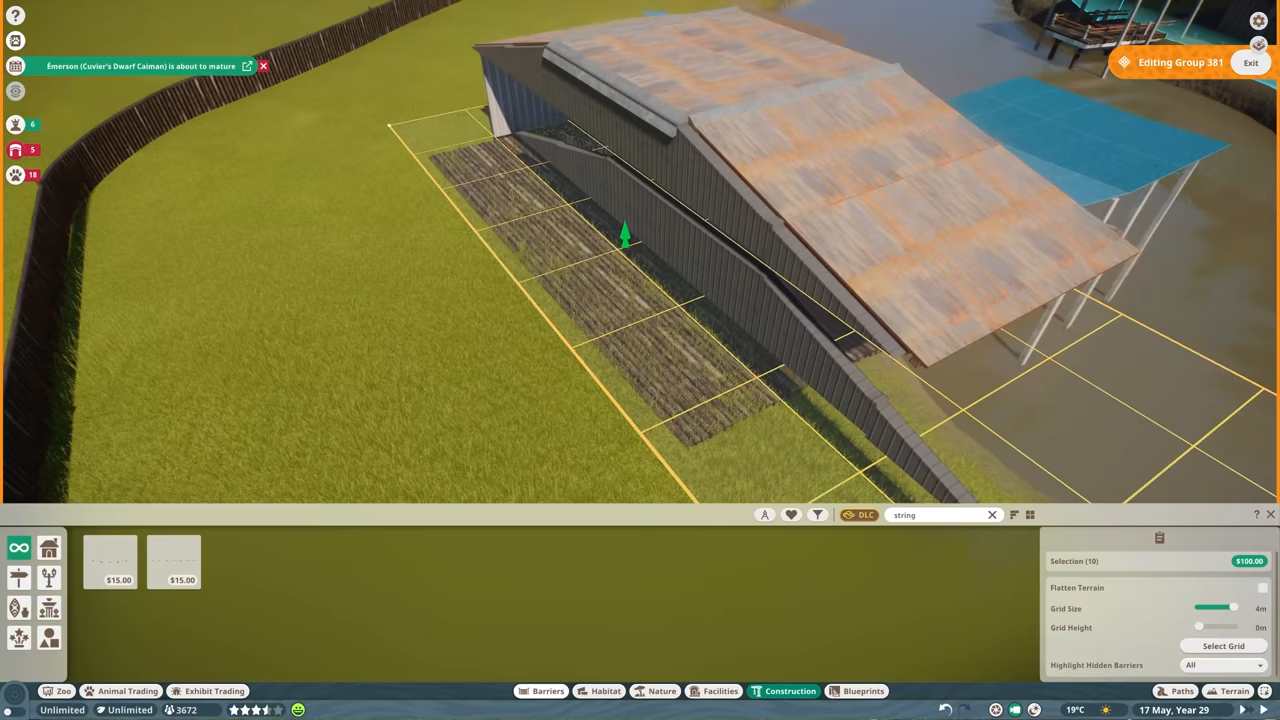 ?
Émerson (Cuvier's Dwarf Caiman) is about to mature
Editing Group 381
Exit
6
5
18
DLC
string
?
$15.00
$15.00
Selection (10)
$100.00
Flatten Terrain
Grid Size
4m
Grid Height
0m
Select Grid
Highlight Hidden Barriers
All
Zoo
Animal Trading
Exhibit Trading
Barriers
Habitat
Nature
Facilities
Construction
Blueprints
Paths
Terrain
Unlimited
Unlimited
3672
19°C
17 May, Year 29